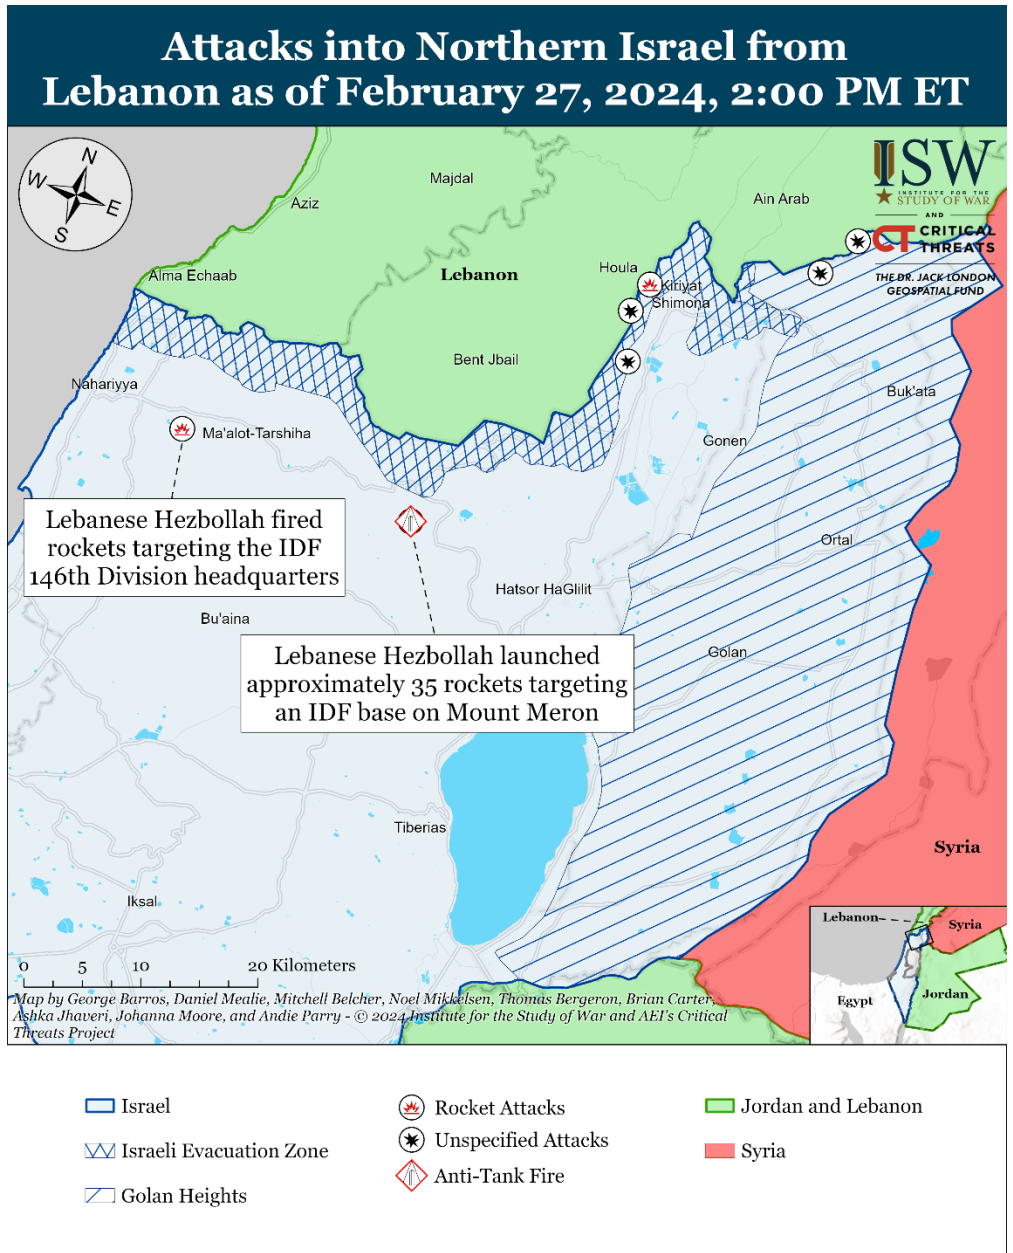 Attacks into Northern Israel from
Lebanon as of February 27, 2024, 2:00 PM ET
N
W
E
S
ISW
INSTITUTE FOR THE
STUDY OF WAR
AND
CT CRITICAL
THREATS
THE DR. JACK LONDON
GEOSPATIAL FUND
Majdal
Ain Arab
Aziz
Alma Echaab
Lebanon
Houla
Kiriyat
Shimona
Bent Jbail
Nahariyya
Buk'ata
Ma'alot-Tarshiha
Gonen
Lebanese Hezbollah fired
rockets targeting the IDF
146th Division headquarters
Ortal
Hatsor HaGlilit
Bu'aina
Golan
Lebanese Hezbollah launched
approximately 35 rockets targeting
an IDF base on Mount Meron
Tiberias
Syria
Iksal
Lebanon
Syria
Egypt
Jordan
0 5 10 20 Kilometers
Map by George Barros, Daniel Mealie, Mitchell Belcher, Noel Mikkelsen, Thomas Bergeron, Brian Carter,
Ashka Jhaveri, Johanna Moore, and Andie Parry - © 2024 Institute for the Study of War and AEI's Critical
Threats Project
Israel
Israeli Evacuation Zone
Golan Heights
Rocket Attacks
Unspecified Attacks
Anti-Tank Fire
Jordan and Lebanon
Syria